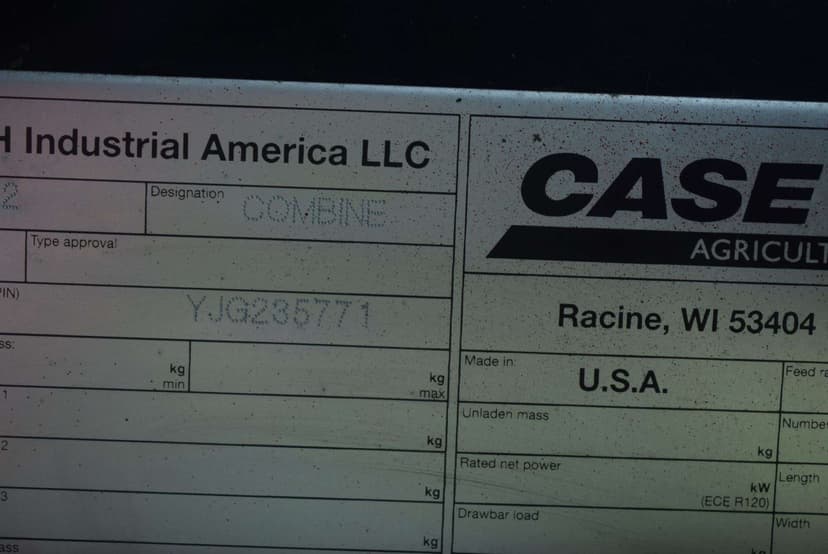 H Industrial America LLC
2
Designation
COMBINE
Type approval
PIN)
YJG235771
ss:
kg
min
kg
max
1
kg
2
kg
3
kg
ass
CASE
AGRICULT
Racine, WI 53404
Made in:
U.S.A.
Feed ra
Unladen mass
kg
Number
Rated net power
kW
(ECE R120)
Length
Drawbar load
kg
Width